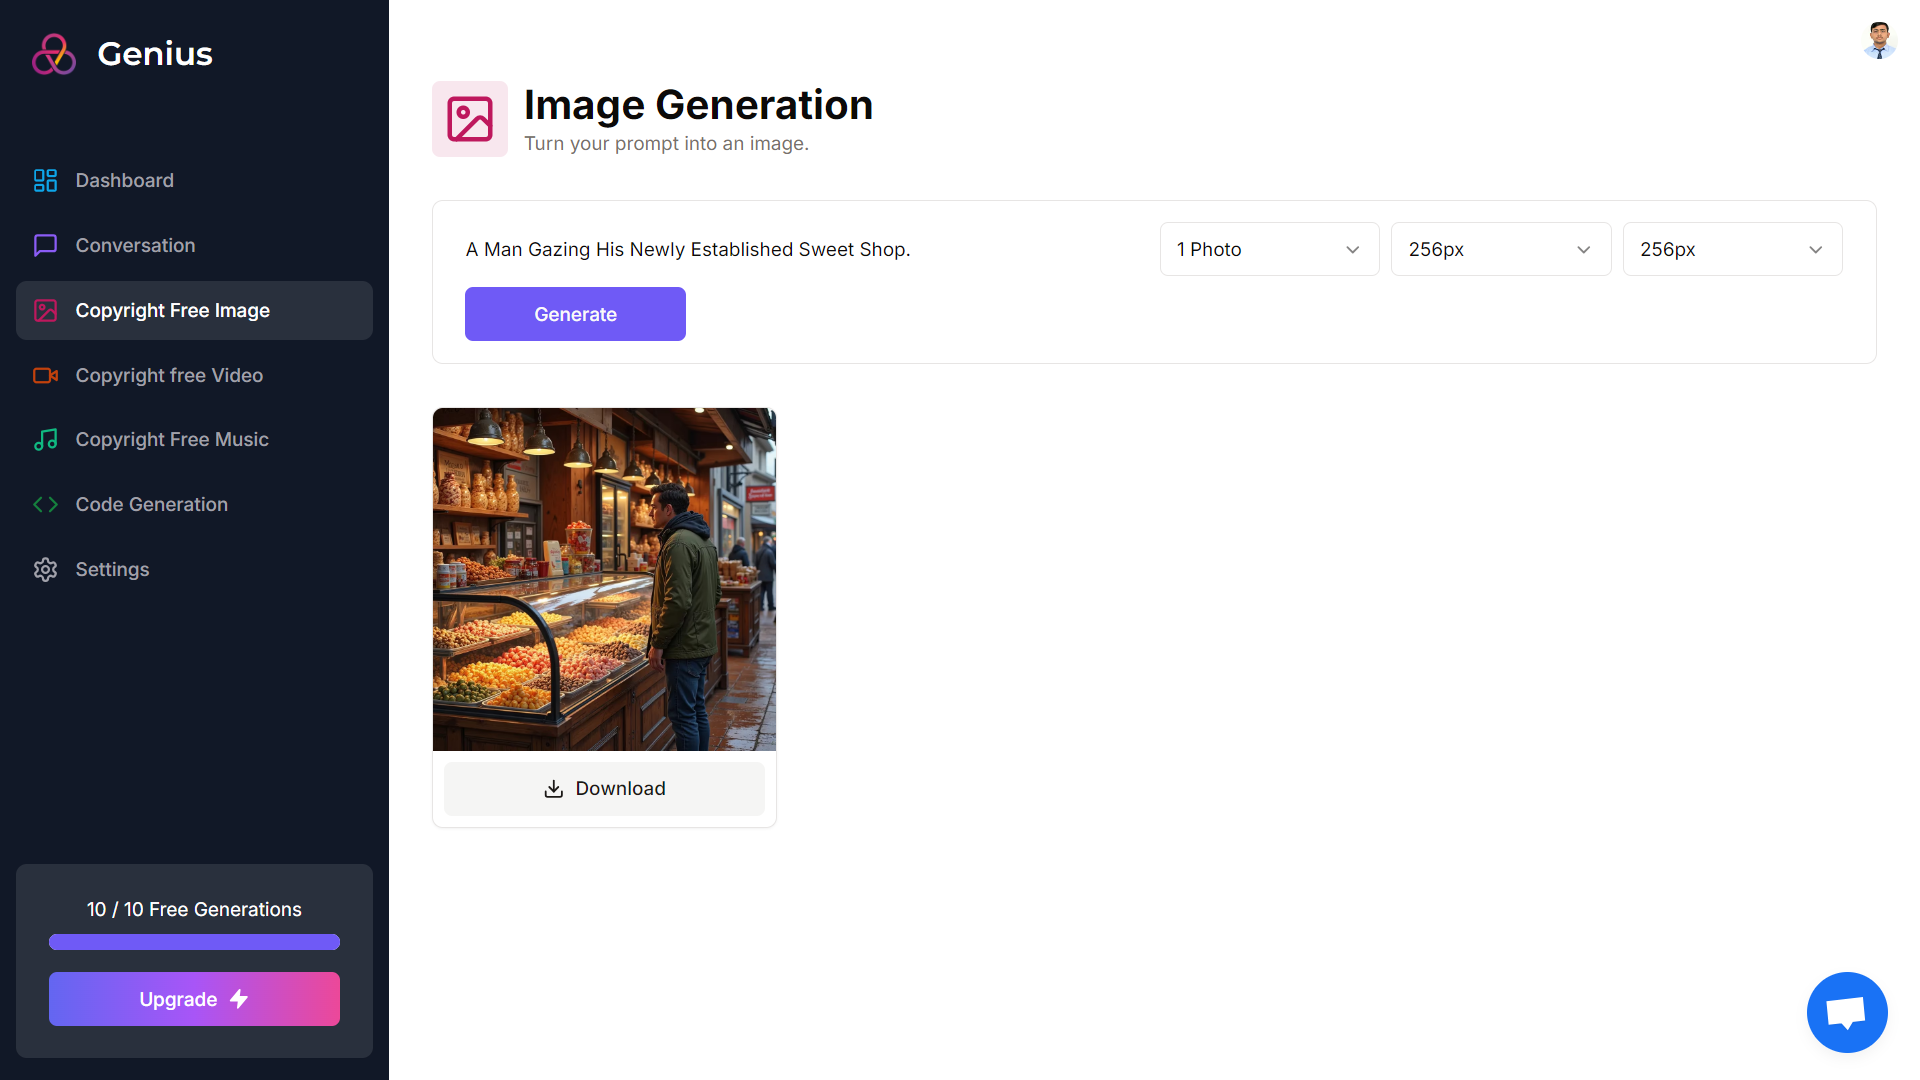 Genius
Dashboard
Conversation
Copyright Free Image
Copyright free Video
Copyright Free Music
Code Generation
Settings
10 / 10 Free Generations
Upgrade
Image Generation
Turn your prompt into an image.
A Man Gazing His Newly Established Sweet Shop.
1 Photo
256px
256px
Generate
Download